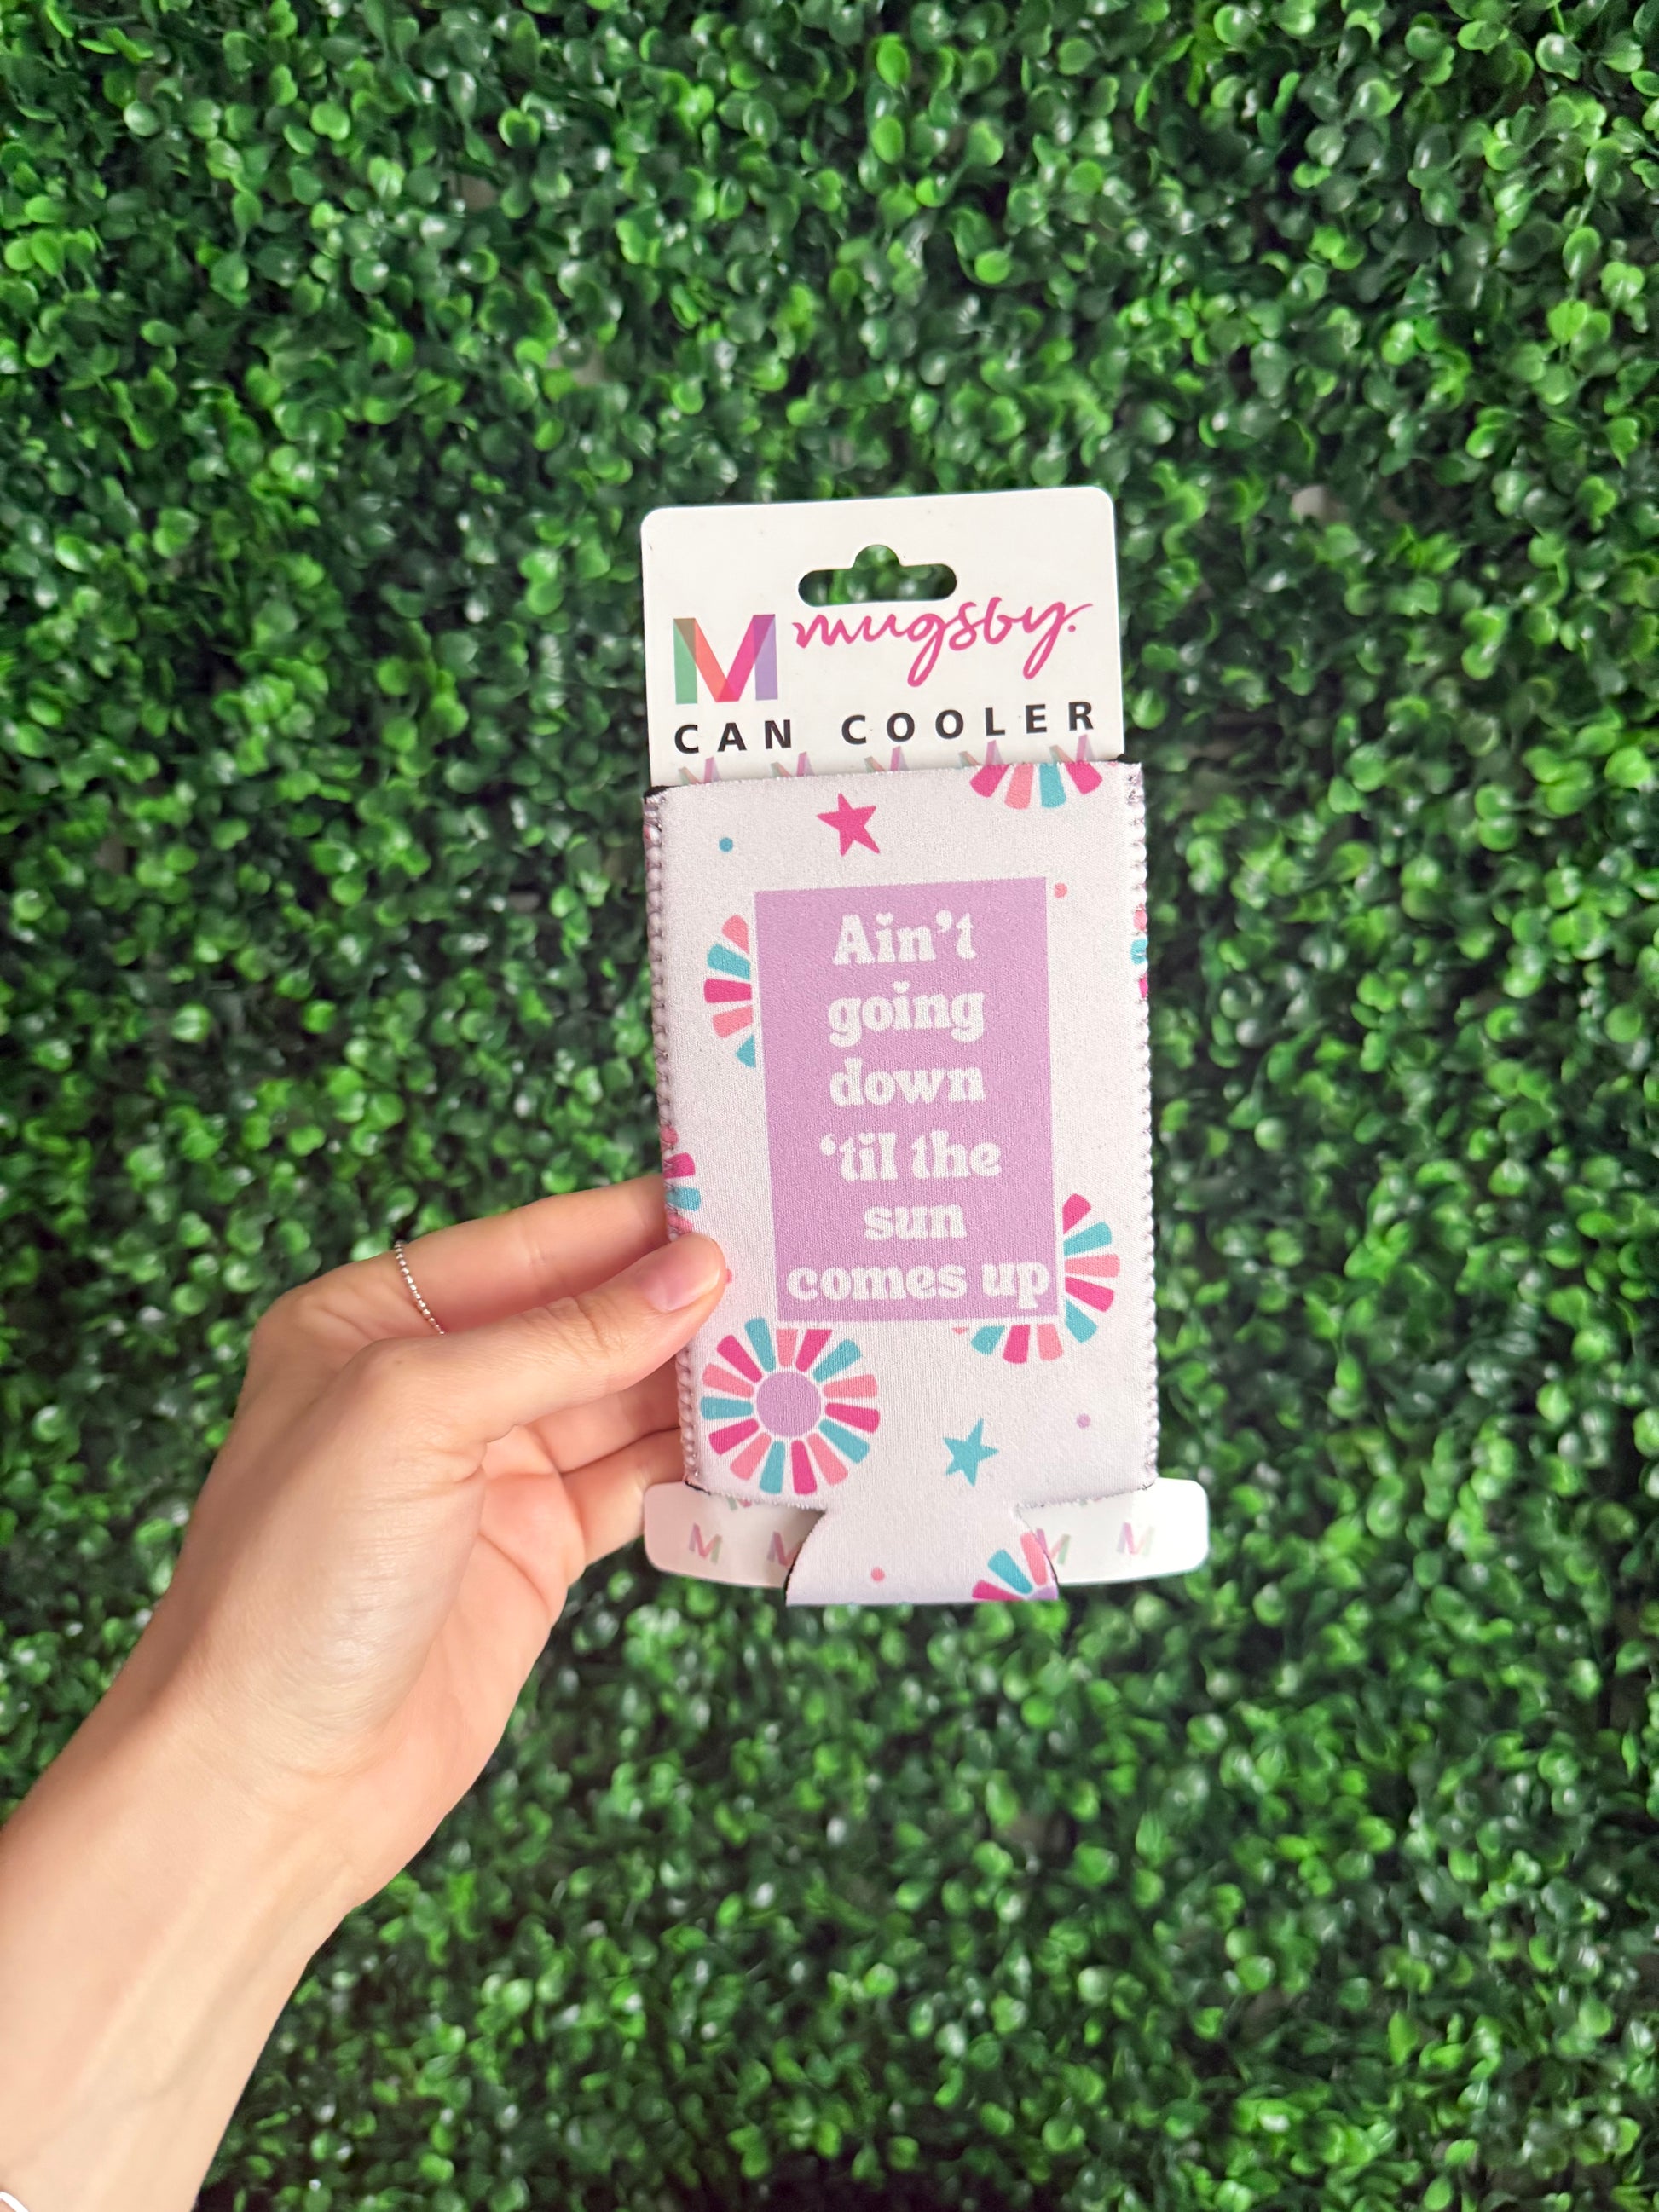 M mugsby.
CAN COOLER
Ain't
going
down
'til the
sun
comes up
M M M M